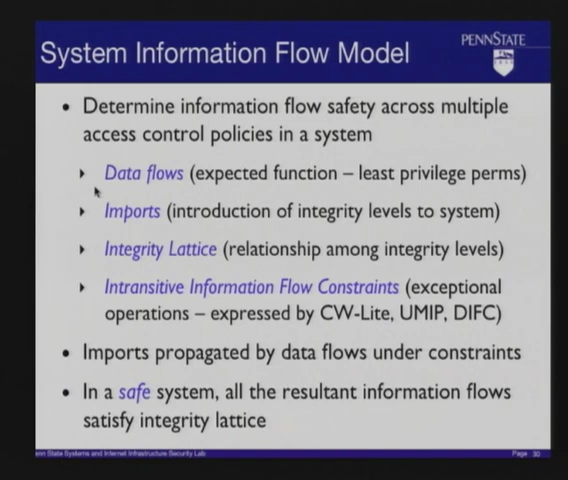 System Information Flow Model
PENNSTATE
• Determine information flow safety across multiple
access control policies in a system
Data flows (expected function – least privilege perms)
Imports (introduction of integrity levels to system)
Integrity Lattice (relationship among integrity levels)
Intransitive Information Flow Constraints (exceptional
operations – expressed by CW-Lite, UMIP, DIFC)
• Imports propagated by data flows under constraints
• In a safe system, all the resultant information flows
satisfy integrity lattice
enn State Systems and Internet Infrastructure Security Lab
Page 30